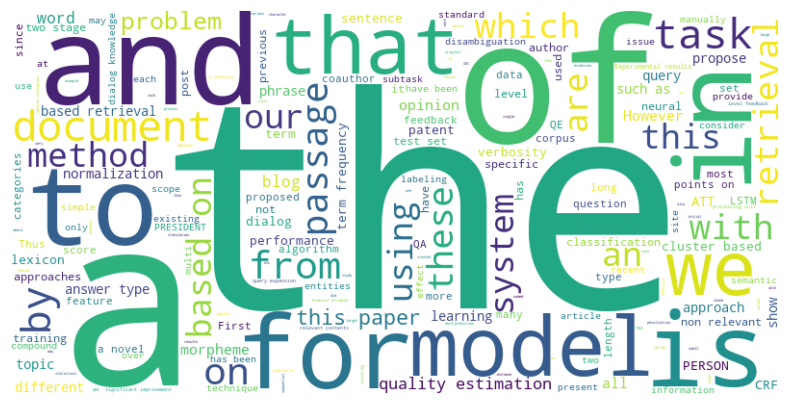 and
that
of
the
in
a
to
for
model
is
we
document
retrieval
task
which
with
this
are
from
on
by
an
our
method
problem
system
passage
using
these
based on
this paper
word
two stage
may
since
at
use
dialog knowledge
each
post
previous
based retrieval
sentence
phrase
coauthor
subtask
disambiguation
author
used
issue
manually
standard
propose
query
such as
set
provide
neural
However
level feedback
consider
data
level
QE
corpus
ithave been
opinion
feedback
patent
test set
verbosity
specific
most
points on
ATT
LSTM
term
term frequency
blog
normalization
categories
scope
proposed
not
dialog
labeling
have
has
long
question
site
classification
cluster based
simple
only
existing
PRESIDENT
multi
performance
algorithm
QA
effect
more
type
recent
semantic
Thus
score
lexicon
approaches
answer type
feature
training
compound
a novel
over
topic
different
morpheme
has been
technique
First
entities
query expansion
relevant contents
learning
many
article
two
length
approach
non relevant
show
PERSON
CRF
information
all
present
quality estimation
significant improvement
Experimental results